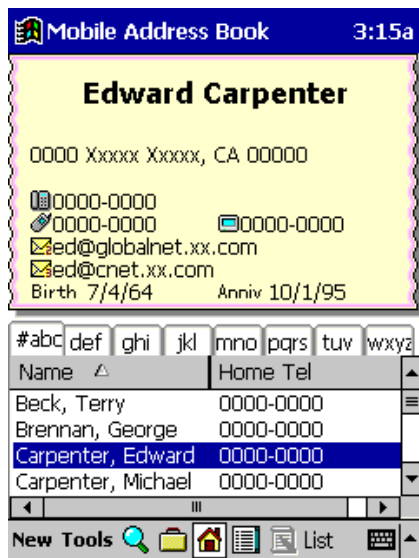 Mobile Address Book 3:15a
Edward Carpenter
0000 Xxxxx Xxxxx, CA 00000
0000-0000
0000-0000 0000-0000
ed@globalnet.xx.com
ed@cnet.xx.com
Birth 7/4/64 Anniv 10/1/95
#abc def ghi jkl mno pqrs tuv wxyz
Name Home Tel
Beck, Terry 0000-0000
Brennan, George 0000-0000
Carpenter, Edward 0000-0000
Carpenter, Michael 0000-0000
New Tools List